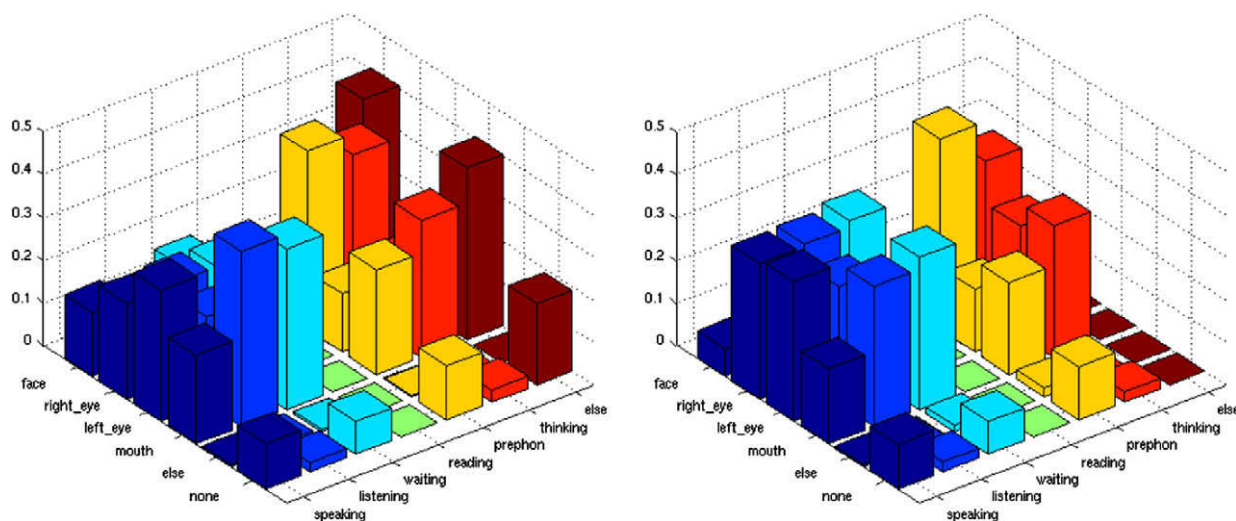 0.5
0.4
0.3
0.2
0.1
0
face
right_eye
left_eye
mouth
else
none
speaking
listening
waiting
reading
prephon
thinking
else
0.5
0.4
0.3
0.2
0.1
0
face
right_eye
left_eye
mouth
else
none
speaking
listening
waiting
reading
prephon
thinking
else